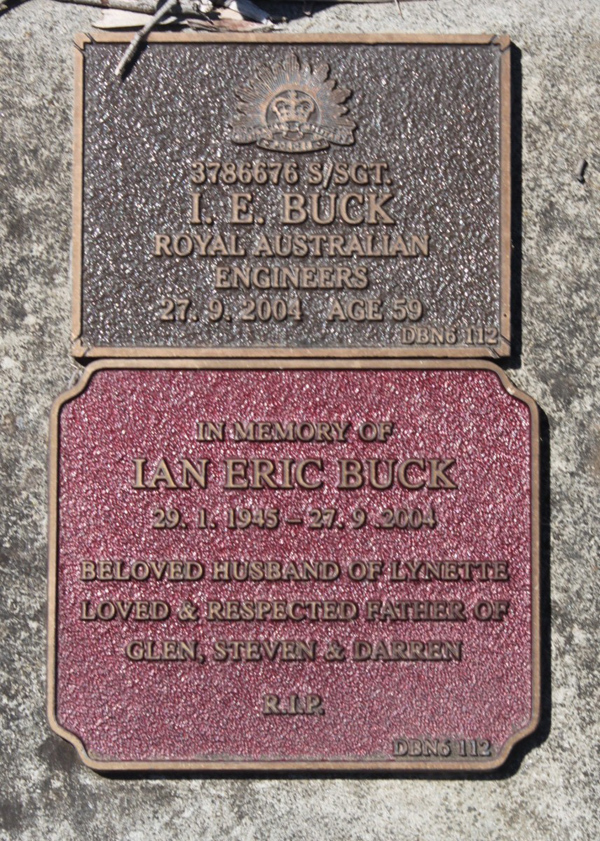 3786676 S/SGT.
I. E. BUCK
ROYAL AUSTRALIAN
ENGINEERS
27. 9. 2004 AGE 59
DBN6 112
IN MEMORY OF
IAN ERIC BUCK
29. 1. 1945 – 27. 9 .2004
BELOVED HUSBAND OF LYNETTE
LOVED & RESPECTED FATHER OF
GLEN, STEVEN & DARREN
R.I.P.
DBN6 112